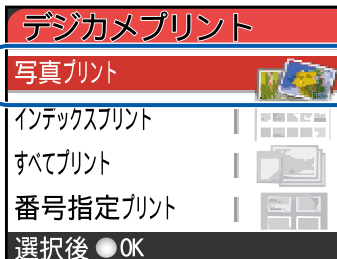 デジカメプリント
写真プリント
インデックスプリント
すべてプリント
番号指定プリント
選択後 OK